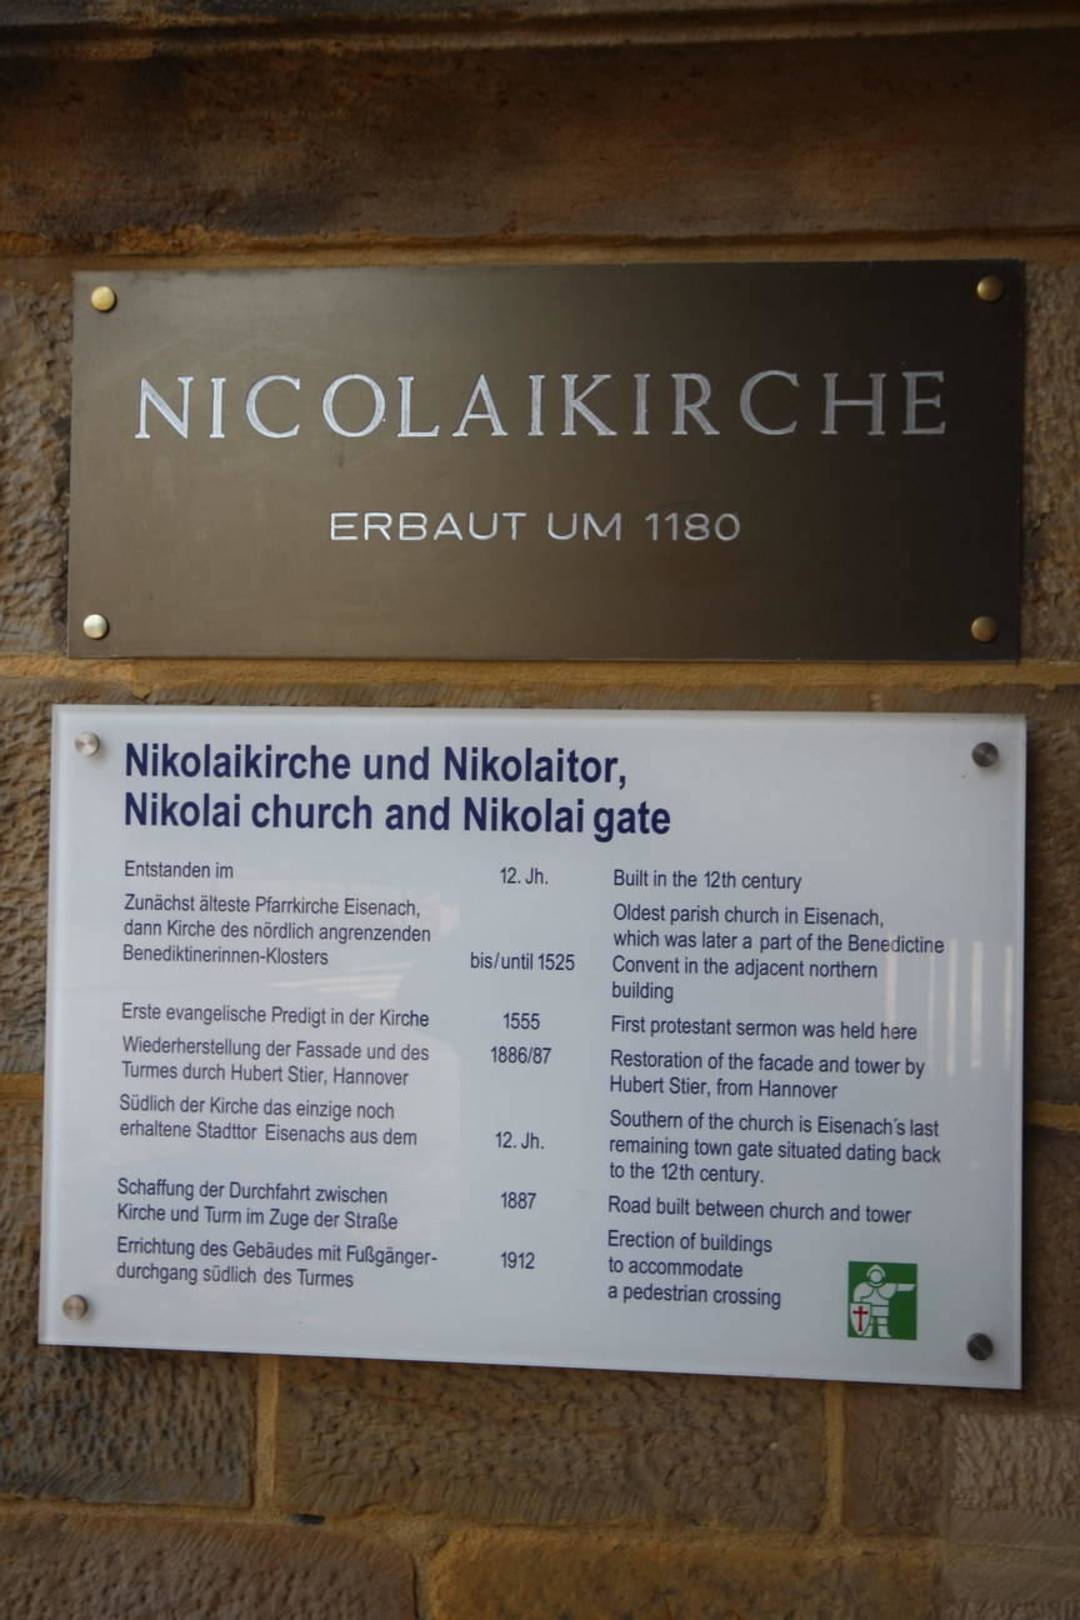 NICOLAIKIRCHE
ERBAUT UM 1180
Nikolaikirche und Nikolaitor,
Nikolai church and Nikolai gate
Entstanden im 12. Jh. Built in the 12th century
Zunächst älteste Pfarrkirche Eisenach,
dann Kirche des nördlich angrenzenden
Benediktinerinnen-Klosters
bis/until 1525
Oldest parish church in Eisenach,
which was later a part of the Benedictine
Convent in the adjacent northern
building
Erste evangelische Predigt in der Kirche 1555 First protestant sermon was held here
Wiederherstellung der Fassade und des
Turmes durch Hubert Stier, Hannover
1886/87
Restoration of the facade and tower by
Hubert Stier, from Hannover
Südlich der Kirche das einzige noch
erhaltene Stadttor Eisenachs aus dem
12. Jh.
Southern of the church is Eisenach's last
remaining town gate situated dating back
to the 12th century.
Schaffung der Durchfahrt zwischen
Kirche und Turm im Zuge der Straße
1887
Road built between church and tower
Errichtung des Gebäudes mit Fußgänger-
durchgang südlich des Turmes
1912
Erection of buildings
to accommodate
a pedestrian crossing